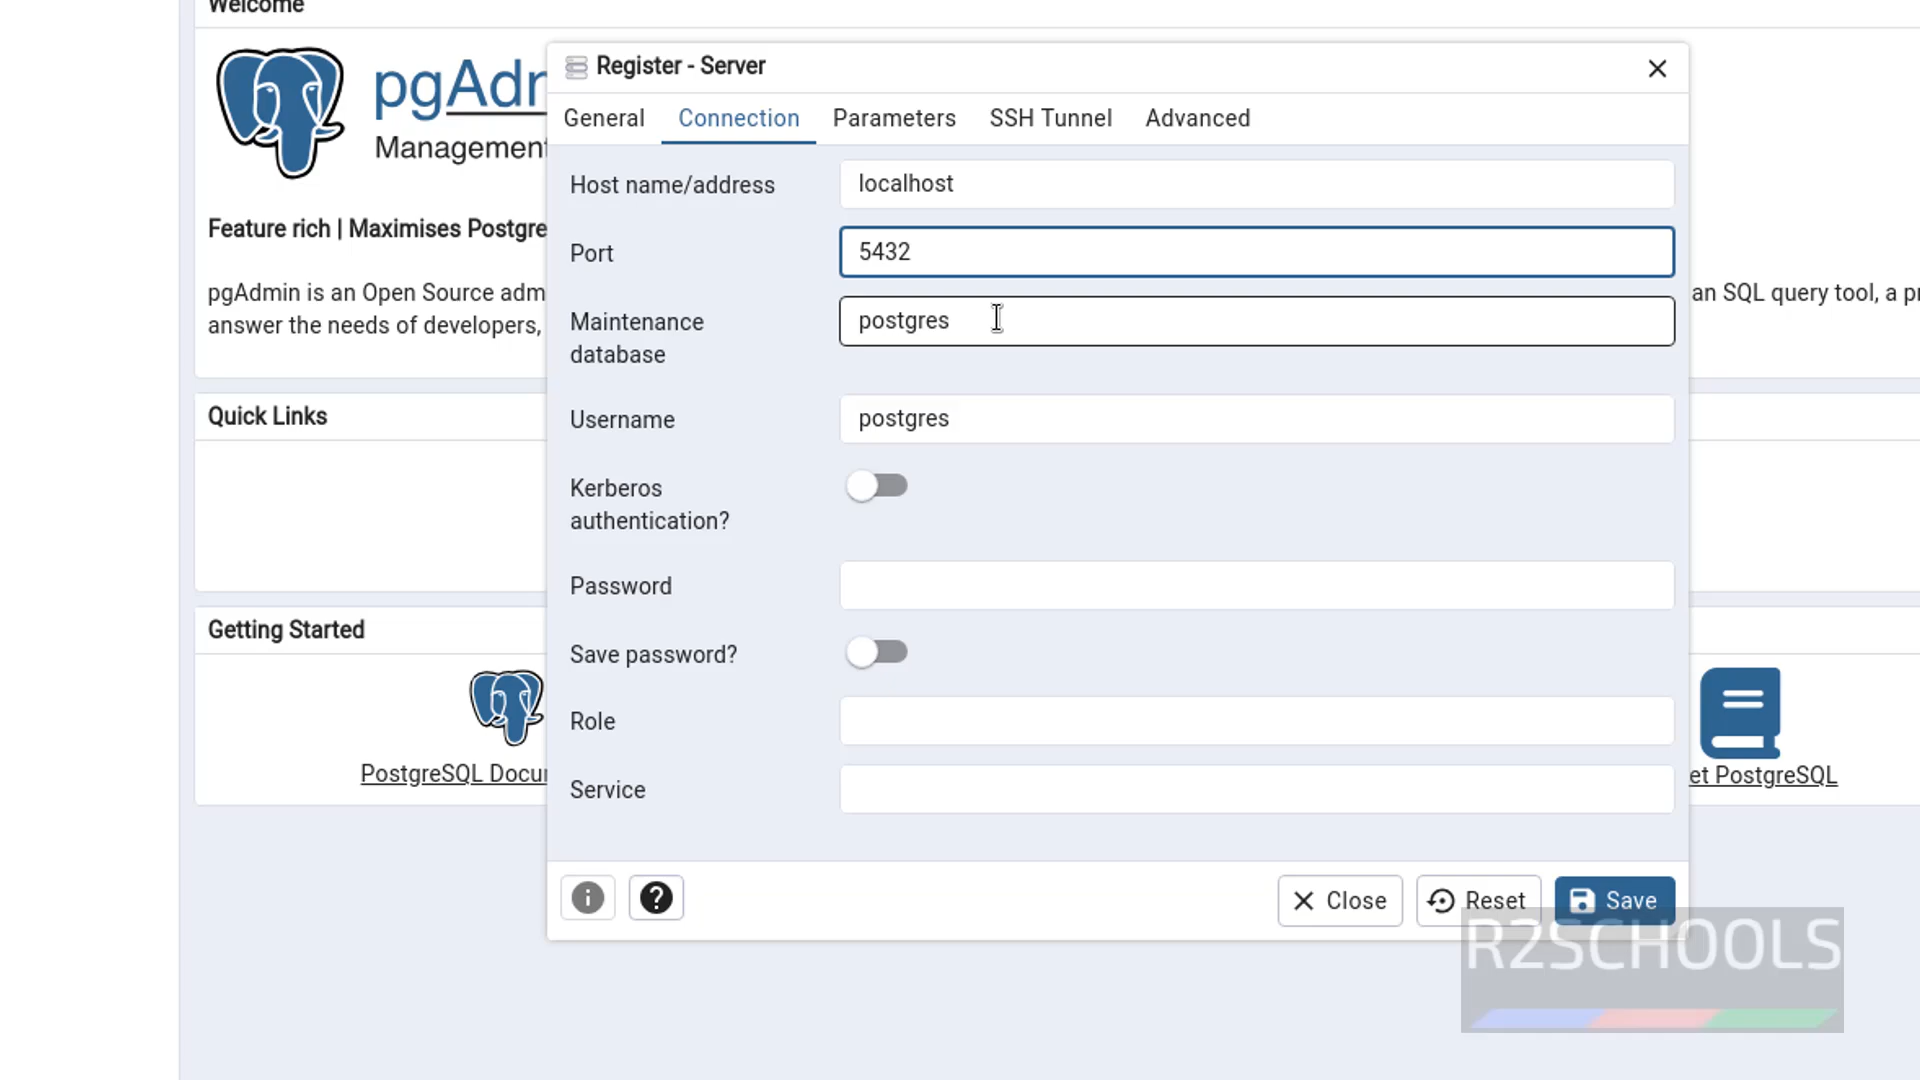 Welcome
pgAdm
Management
Feature rich | Maximises Postgre
pgAdmin is an Open Source adm
answer the needs of developers,
an SQL query tool, a pr
Quick Links
Getting Started
PostgreSQL Docu
et PostgreSQL
Register - Server
General Connection Parameters SSH Tunnel Advanced
Host name/address localhost
Port 5432
Maintenance
database postgres
Username postgres
Kerberos
authentication?
Password
Save password?
Role
Service
Close Reset Save
R2SCHOOLS